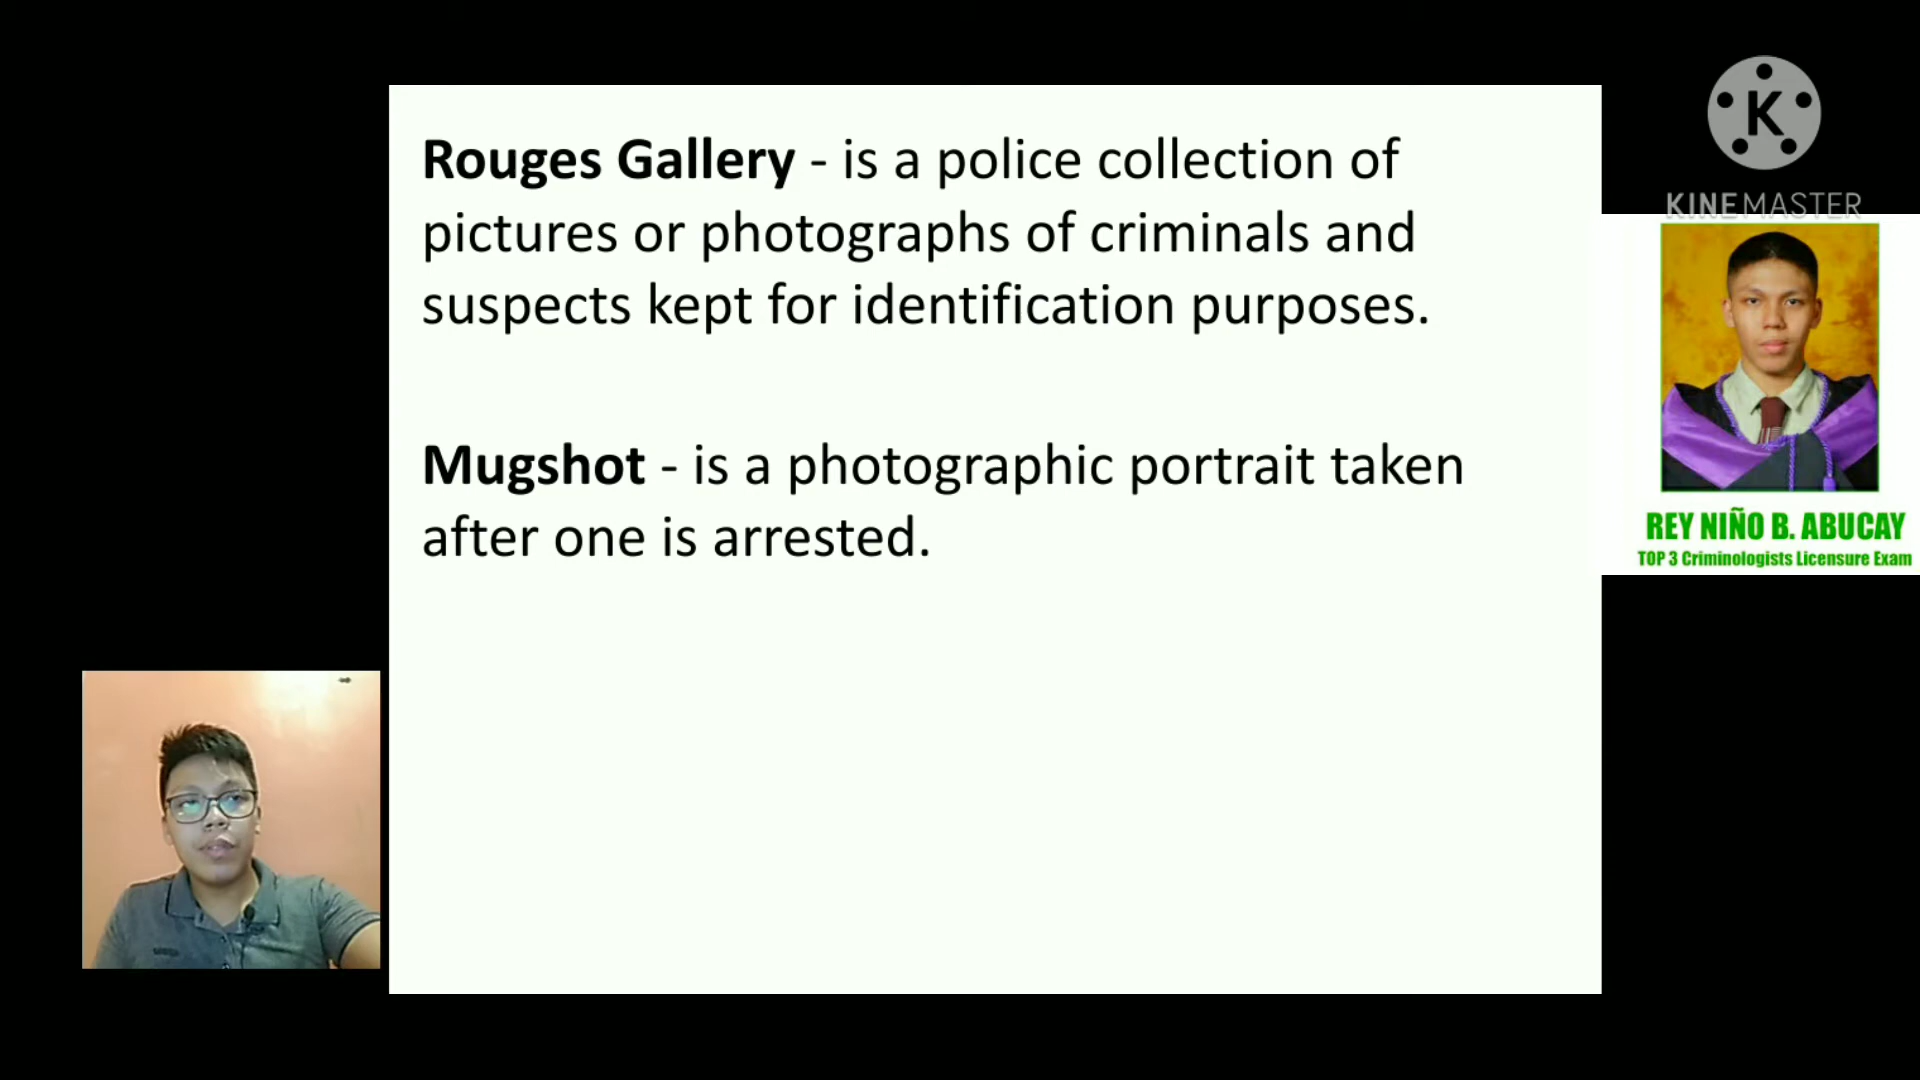 Rouges Gallery - is a police collection of
pictures or photographs of criminals and
suspects kept for identification purposes.
Mugshot - is a photographic portrait taken
after one is arrested.
K
KINEMASTER
REY NIÑO B. ABUCAY
TOP 3 Criminologists Licensure Exam